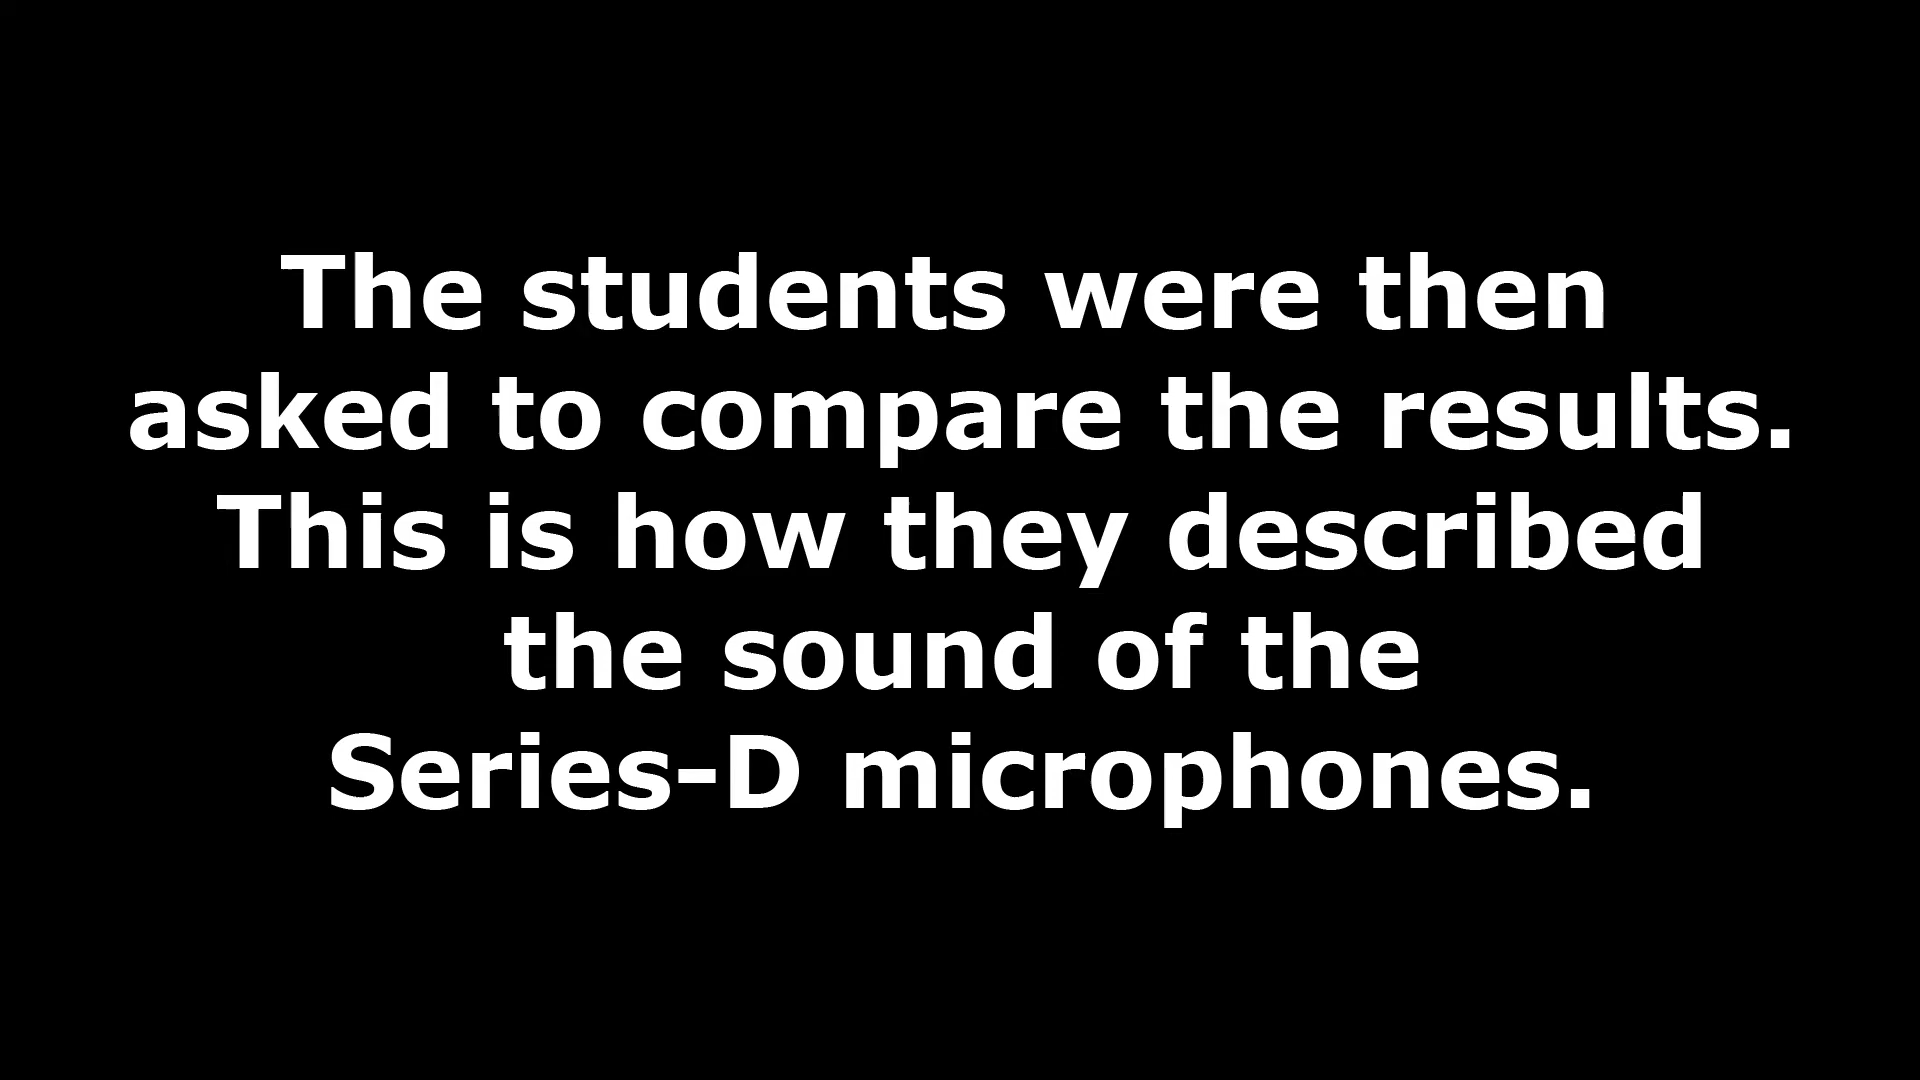 The students were then
asked to compare the results.
This is how they described
the sound of the
Series-D microphones.